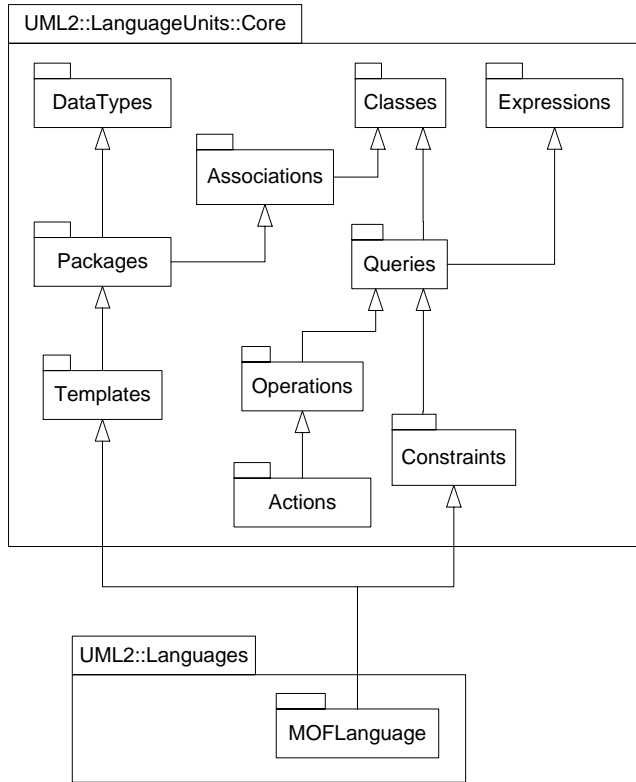 UML2::LanguageUnits::Core
DataTypes
Classes
Expressions
Associations
Packages
Queries
Templates
Operations
Constraints
Actions
UML2::Languages
MOFLanguage